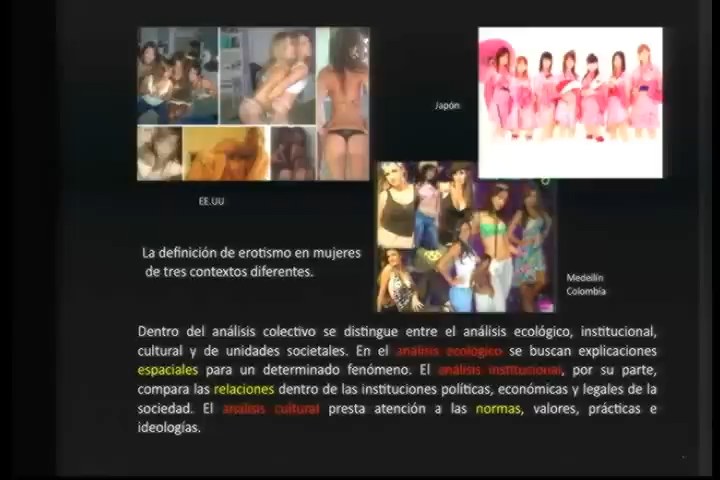 Japón
EE.UU
La definición de erotismo en mujeres
de tres contextos diferentes.
Medellín
Colombia
Dentro del análisis colectivo se distingue entre el análisis ecológico, institucional,
cultural y de unidades societales. En el análisis ecológico se buscan explicaciones
espaciales para un determinado fenómeno. El análisis institucional, por su parte,
compara las relaciones dentro de las instituciones políticas, económicas y legales de la
sociedad. El análisis cultural presta atención a las normas, valores, prácticas e
ideologías.